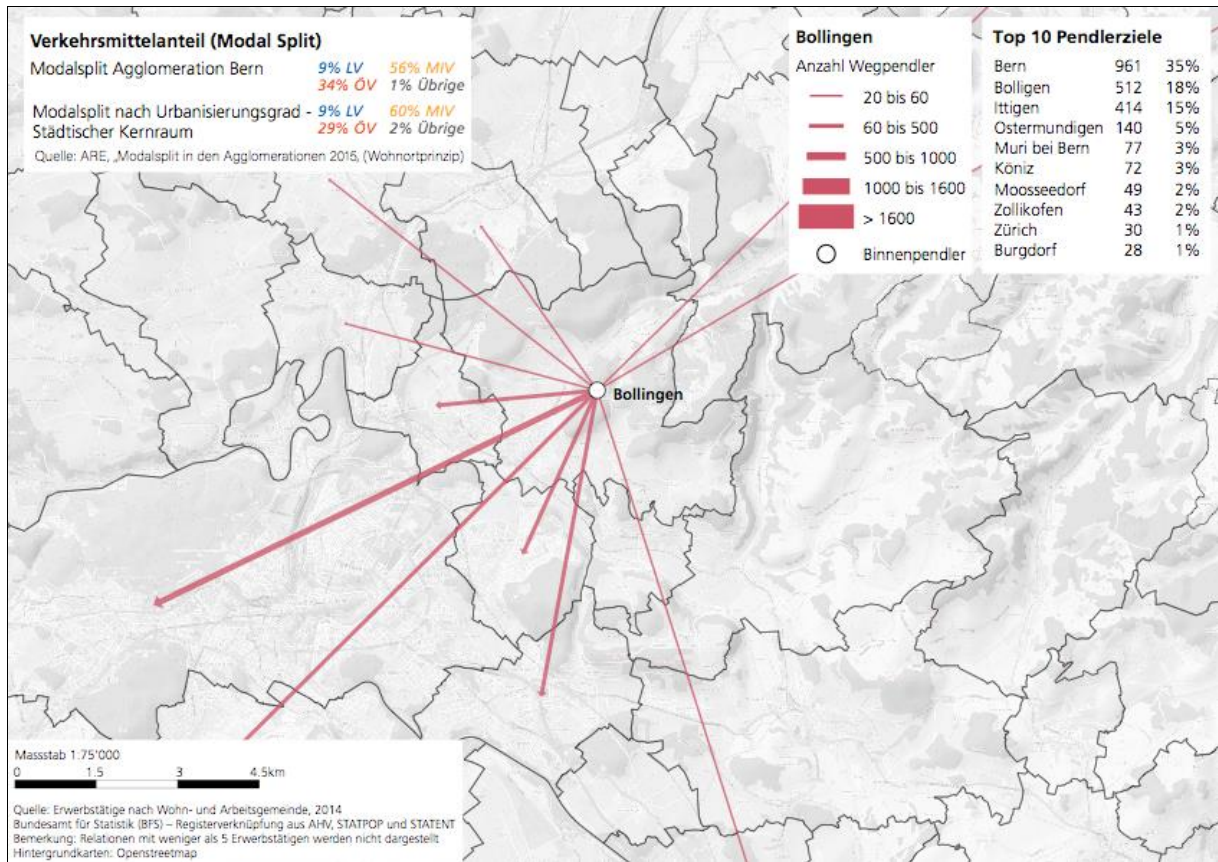 Verkehrsmittelanteil (Modal Split)
Modalsplit Agglomeration Bern 9% LV 56% MIV
34% ÖV 1% Übrige
Modalsplit nach Urbanisierungsgrad - 9% LV 60% MIV
Städtischer Kernraum 29% ÖV 2% Übrige
Quelle: ARE, „Modalsplit in den Agglomerationen 2015, (Wohnortprinzip)
Bollingen
Anzahl Wegpendler
20 bis 60
60 bis 500
500 bis 1000
1000 bis 1600
> 1600
Binnenpendler
Top 10 Pendlerziele
Bern 961 35%
Bolligen 512 18%
Ittigen 414 15%
Ostermundigen 140 5%
Muri bei Bern 77 3%
Köniz 72 3%
Moosseedorf 49 2%
Zollikofen 43 2%
Zürich 30 1%
Burgdorf 28 1%
Bollingen
Massstab 1:75'000
0 1.5 3 4.5km
Quelle: Erwerbstätige nach Wohn- und Arbeitsgemeinde, 2014
Bundesamt für Statistik (BFS) – Registerverknüpfung aus AHV, STATPOP und STATENT
Bemerkung: Relationen mit weniger als 5 Erwerbstätigen werden nicht dargestellt
Hintergrundkarten: Openstreetmap